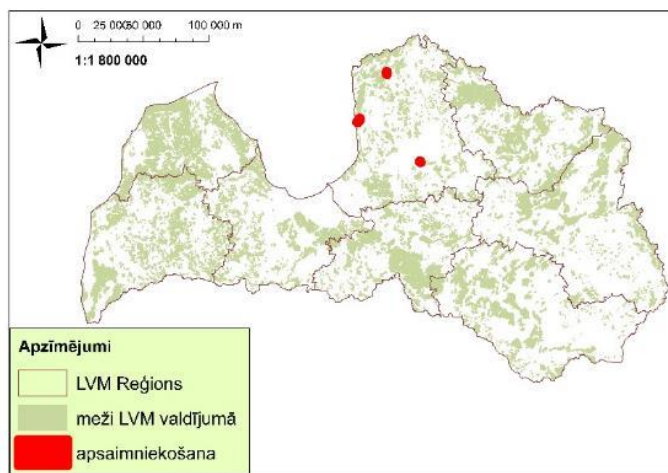 0 25 00050 000 100 000 m
1:1 800 000
Apzīmējumi
LVM Reģions
meži LVM valdījumā
apsaimniekošana